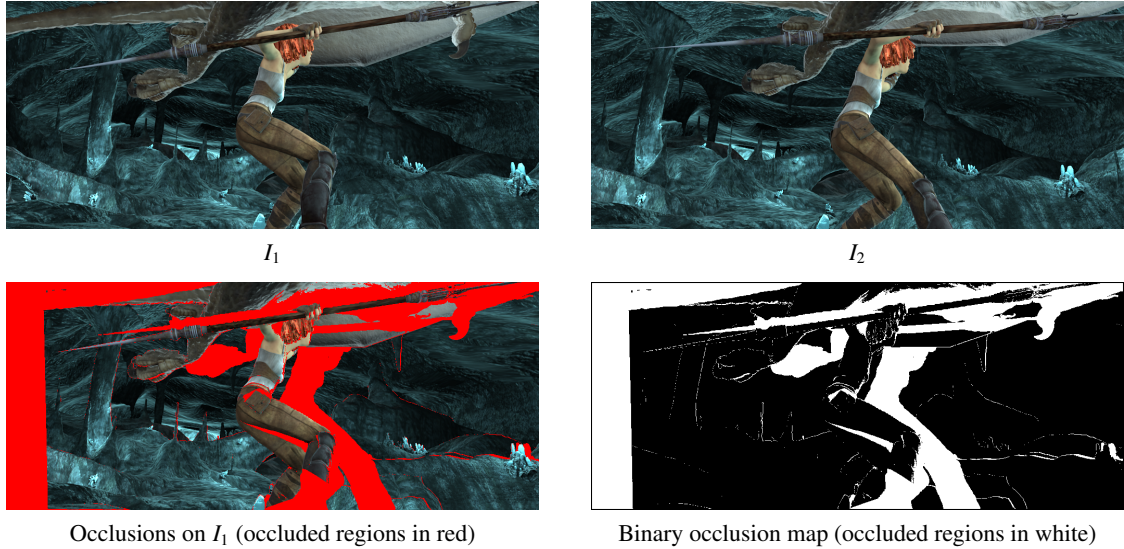 I₁
I₂
Occlusions on I₁ (occluded regions in red)
Binary occlusion map (occluded regions in white)